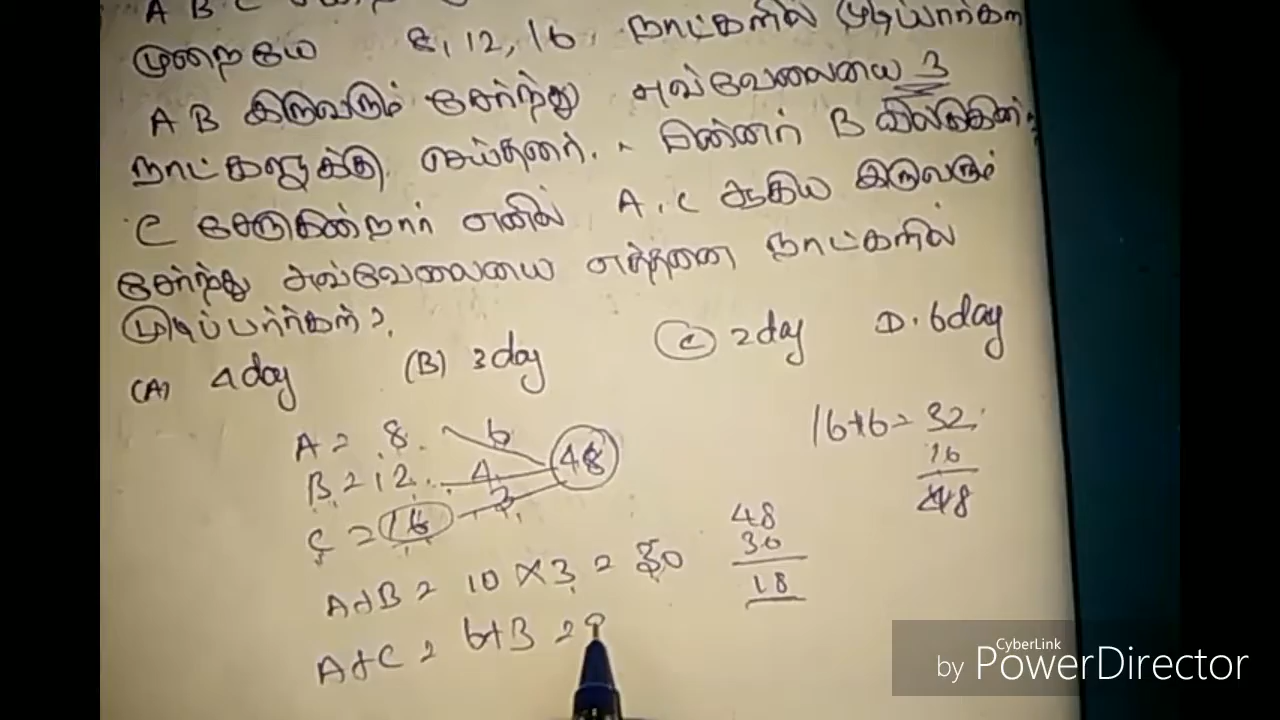 A B C
முறையே 8, 12, 16, நாட்களில் முடிப்பார்கள்
A B இருவரும் சேர்ந்து அவ்வேலையை 3
நாட்களுக்கு செய்தனர். பின்னர் B விலகின்
C சேருகின்றார் எனில் A, C ஆகிய இருவரும்
சேர்ந்து அவ்வேலையை எத்தனை நாட்களில்
முடிப்பார்கள்?
(A) 4day (B) 3day (C) 2day D. 6day
A = 8 6
B = 12 4 48
C = 16 3
16+16 = 32
16
48
A+B = 10 × 3 = 30
48
30
18
A+C = 6+3 = 9
CyberLink
by PowerDirector